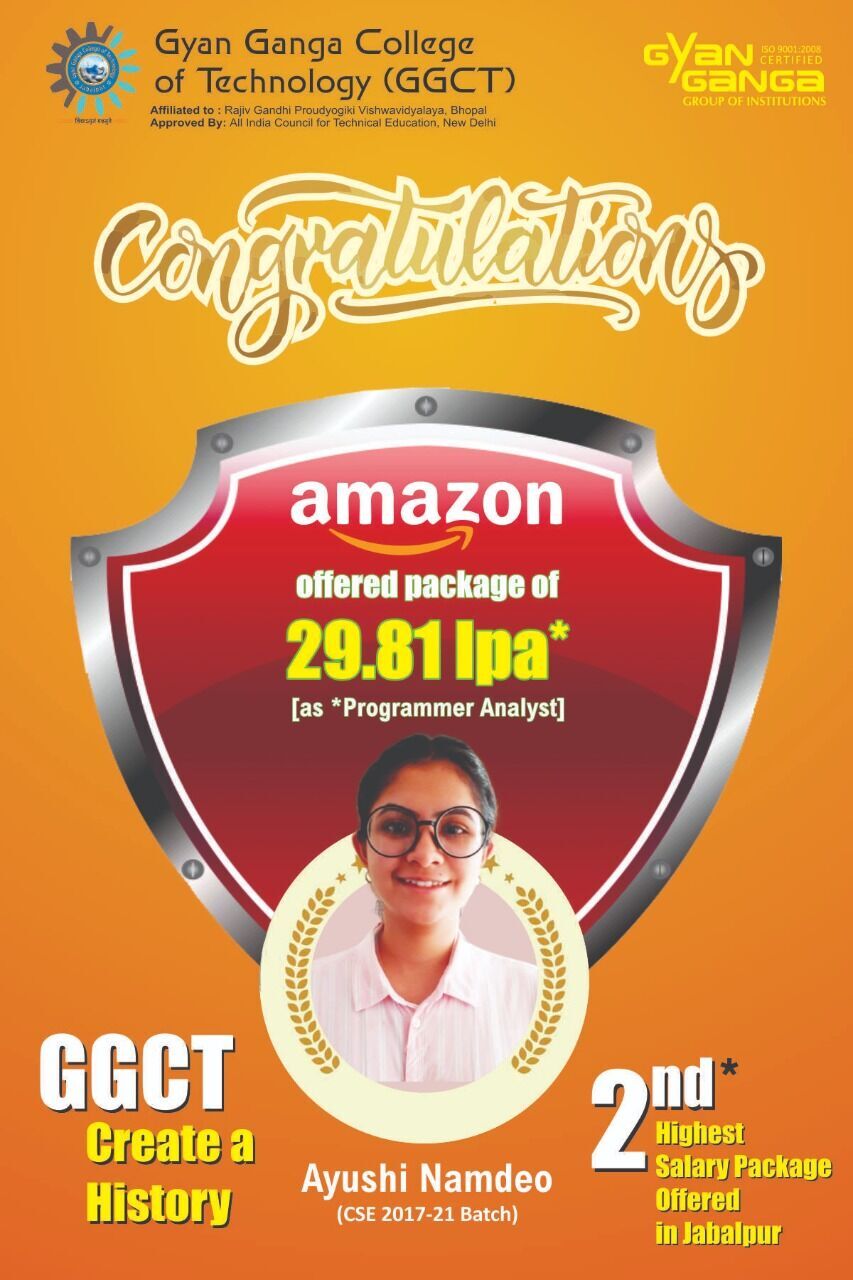 Gyan Ganga College
of Technology (GGCT)
Affiliated to : Rajiv Gandhi Proudyogiki Vishwavidyalaya, Bhopal
Approved By: All India Council for Technical Education, New Delhi
GYAN GANGA
ISO 9001:2008
CERTIFIED
GROUP OF INSTITUTIONS
Congratulations
amazon
offered package of
29.81 lpa*
[as *Programmer Analyst]
GGCT
Create a
History
Ayushi Namdeo
(CSE 2017-21 Batch)
2nd*
Highest
Salary Package
Offered
in Jabalpur